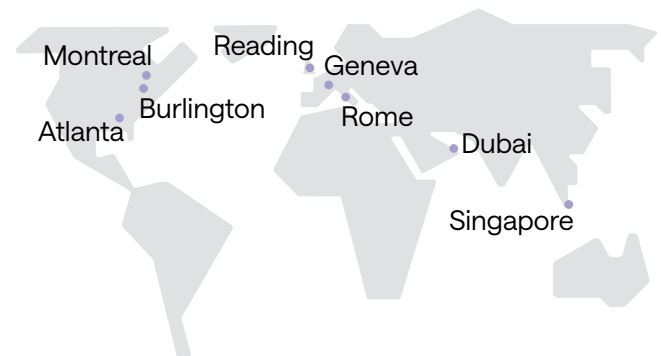 Reading
Montreal
Geneva
Burlington
Rome
Atlanta
Dubai
Singapore